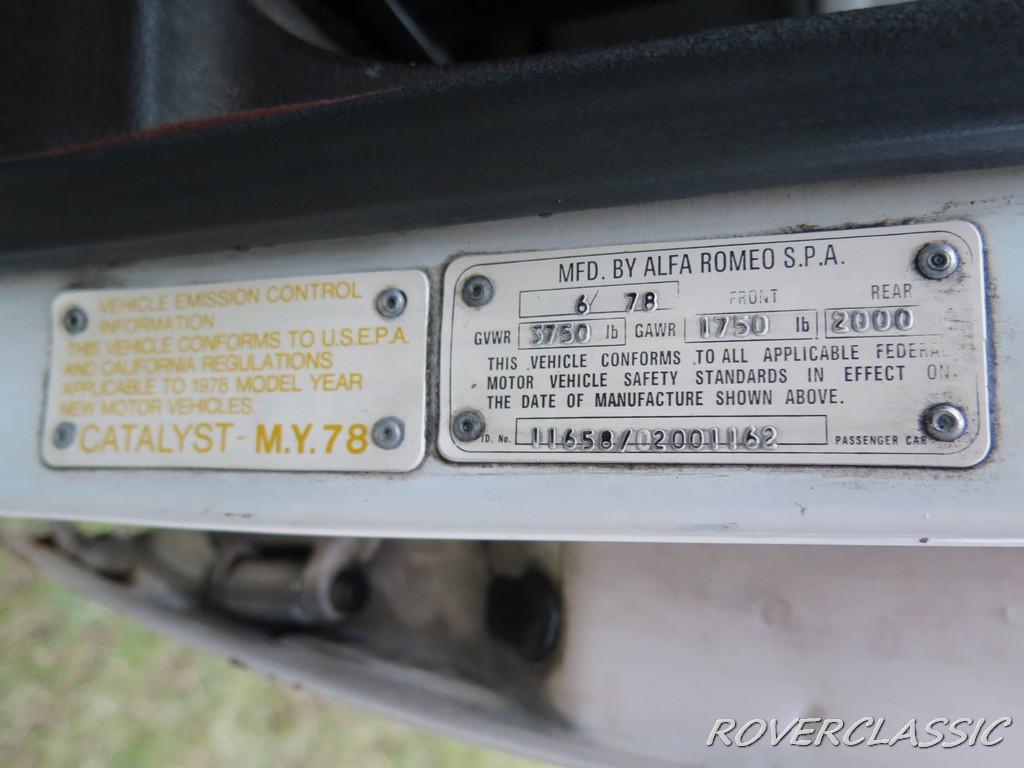 VEHICLE EMISSION CONTROL
INFORMATION
THIS VEHICLE CONFORMS TO U.S.E.P.A.
AND CALIFORNIA REGULATIONS
APPLICABLE TO 1978 MODEL YEAR
NEW MOTOR VEHICLES.
CATALYST - M.Y. 78
MFD. BY ALFA ROMEO S.P.A.
6/ 78 FRONT REAR
GVWR 3750 lb GAWR 1750 lb 2000
THIS VEHICLE CONFORMS TO ALL APPLICABLE FEDERAL
MOTOR VEHICLE SAFETY STANDARDS IN EFFECT ON
THE DATE OF MANUFACTURE SHOWN ABOVE.
ID. No. 11658/02001162 PASSENGER CAR
ROVERCLASSIC